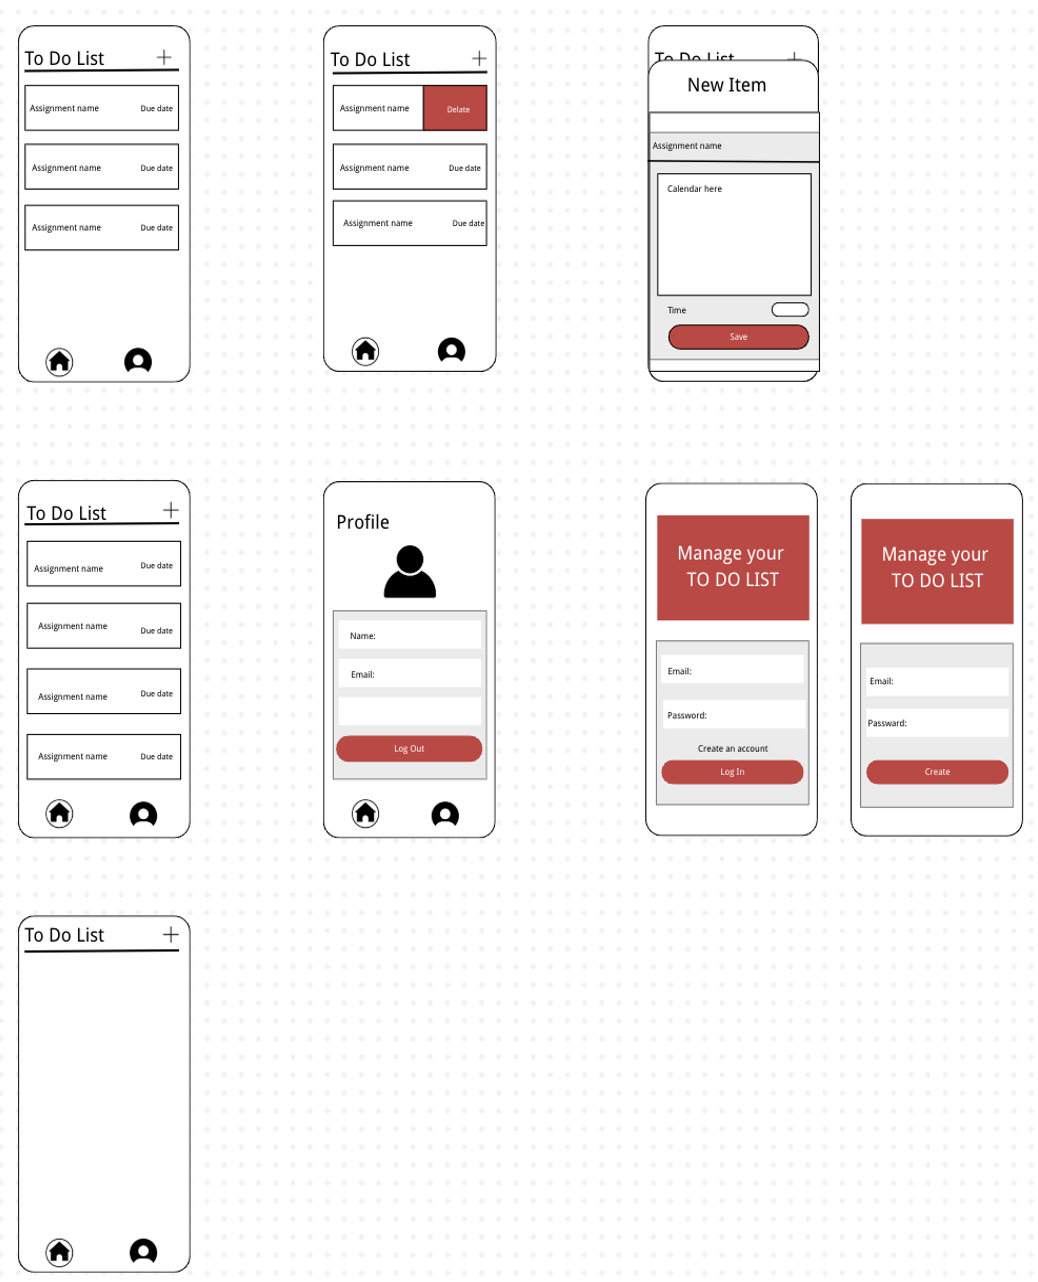 To Do List
Assignment name Due date
Assignment name Due date
Assignment name Due date
To Do List
Assignment name Delate
Assignment name Due date
Assignment name Due date
To Do List
New Item
Assignment name
Calendar here
Time
Save
To Do List
Assignment name Due date
Assignment name Due date
Assignment name Due date
Assignment name Due date
Profile
Name:
Email:
Log Out
Manage your
TO DO LIST
Email:
Password:
Create an account
Log In
Manage your
TO DO LIST
Email:
Passward:
Create
To Do List